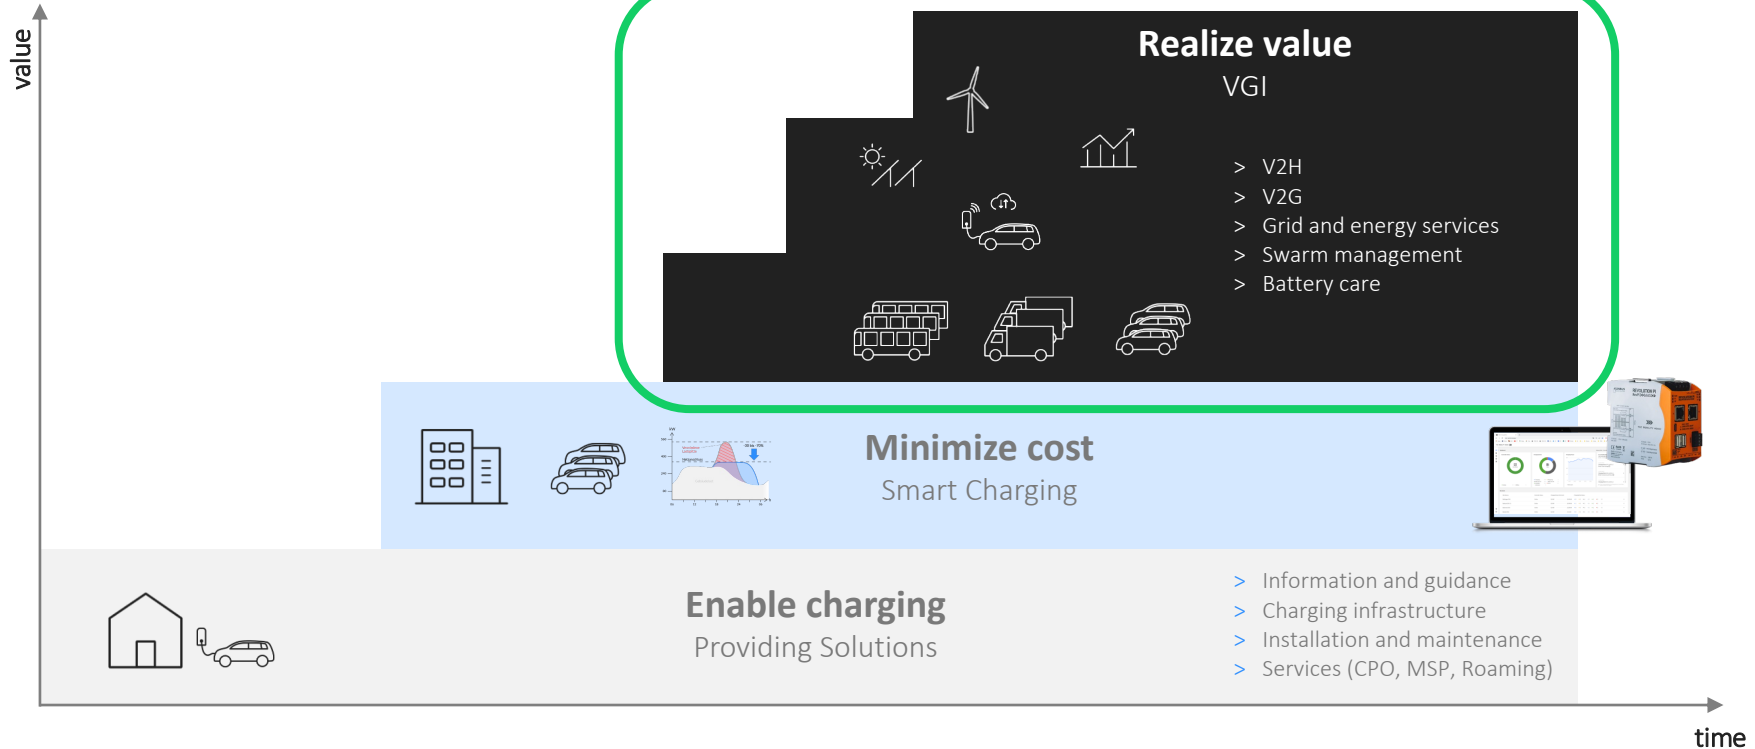 value
Realize value
VGI
> V2H
> V2G
> Grid and energy services
> Swarm management
> Battery care
Minimize cost
Smart Charging
Enable charging
Providing Solutions
> Information and guidance
> Charging infrastructure
> Installation and maintenance
> Services (CPO, MSP, Roaming)
time